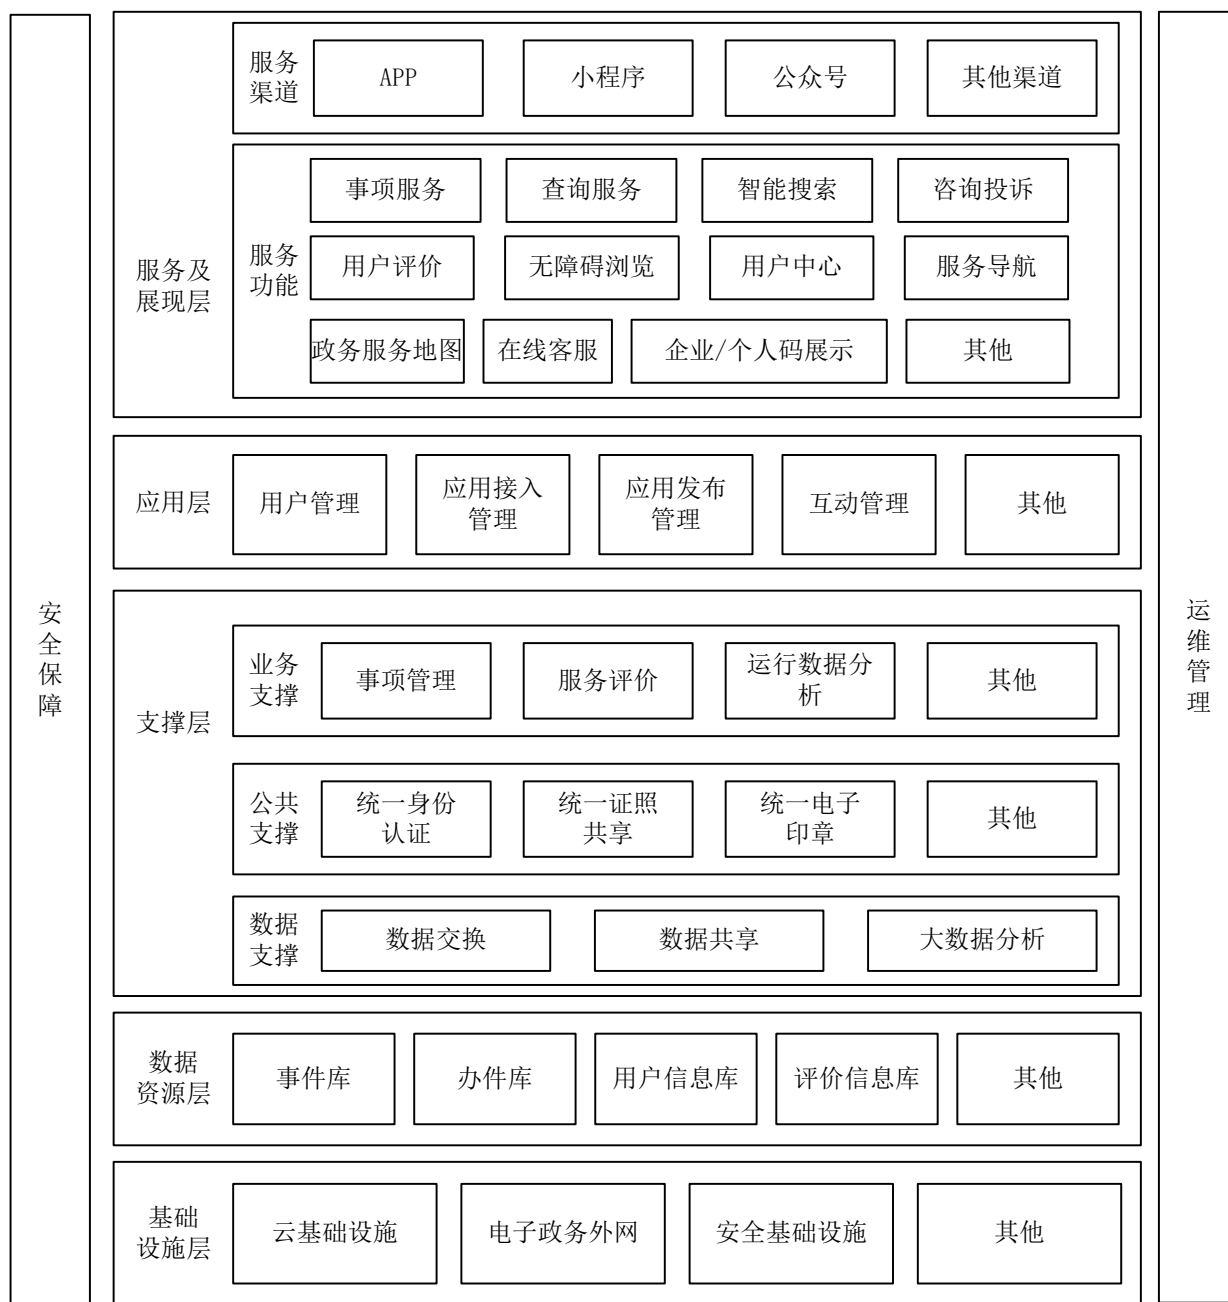 服务
渠道
APP
小程序
公众号
其他渠道
服务及
展现层
服务
功能
事项服务
查询服务
智能搜索
咨询投诉
用户评价
无障碍浏览
用户中心
服务导航
政务服务地图
在线客服
企业/个人码展示
其他
应用层
用户管理
应用接入
管理
应用发布
管理
互动管理
其他
安
全
保
障
运
维
管
理
支撑层
业务
支撑
事项管理
服务评价
运行数据分
析
其他
公共
支撑
统一身份
认证
统一证照
共享
统一电子
印章
其他
数据
支撑
数据交换
数据共享
大数据分析
数据
资源层
事件库
办件库
用户信息库
评价信息库
其他
基础
设施层
云基础设施
电子政务外网
安全基础设施
其他